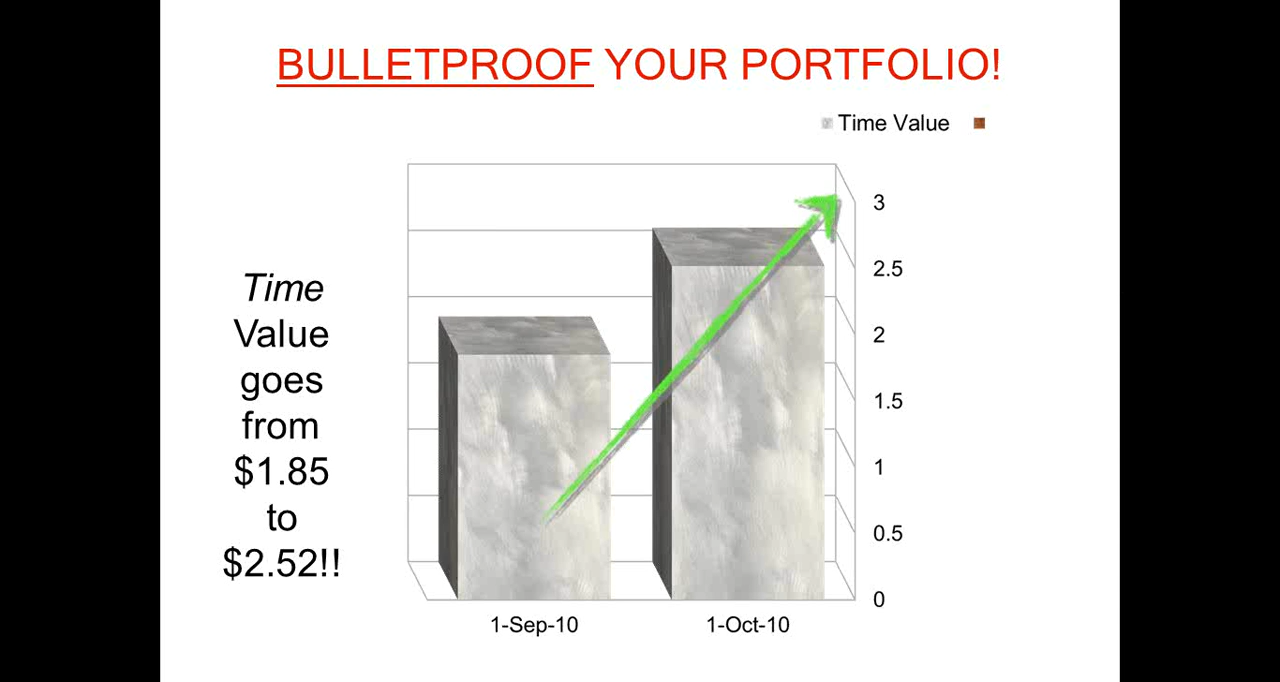 BULLETPROOF YOUR PORTFOLIO!
Time Value
Time
Value
goes
from
$1.85
to
$2.52!!
3
2.5
2
1.5
1
0.5
0
1-Sep-10
1-Oct-10